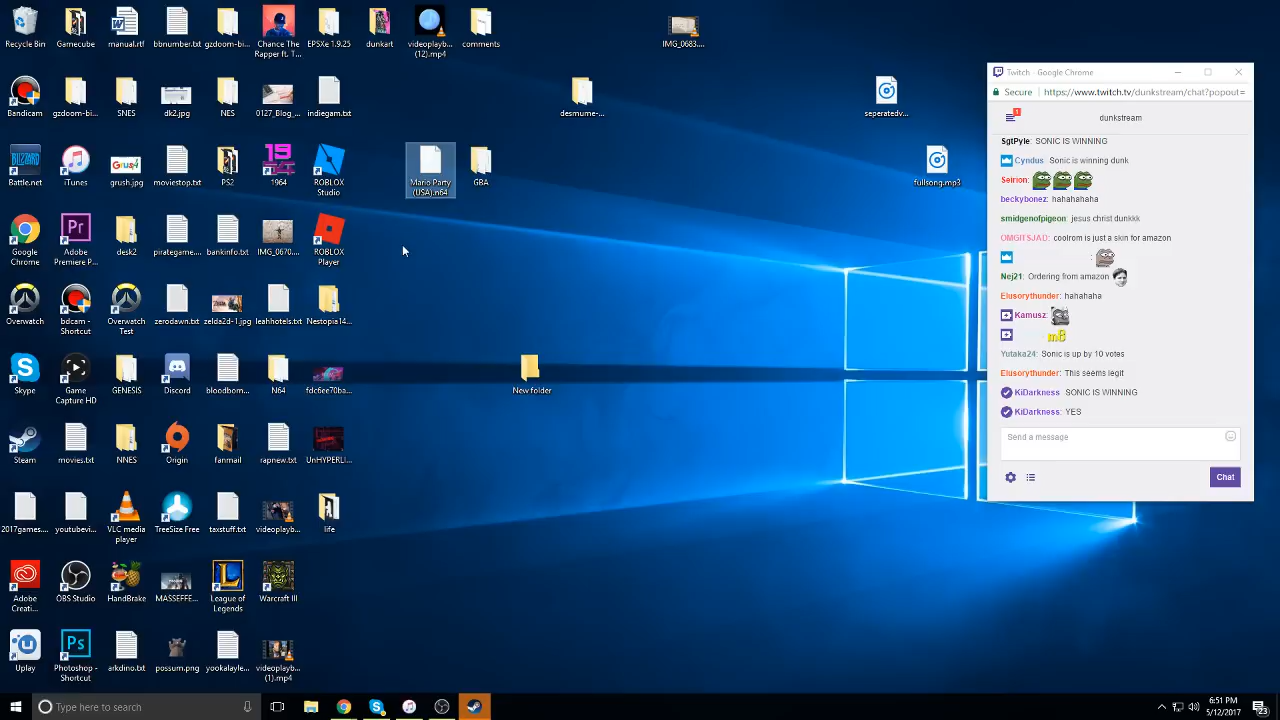 Recycle Bin
Gamecube
manual.rtf
bbnumber.txt
gzdoom-bi...
Chance The
Rapper ft. T...
EPSXe 1.9.25
dunkart
videoplayb...
(12).mp4
comments
IMG_0683....
Bandicam
gzdoom-bi...
SNES
dk2.jpg
NES
0127_Blog_...
jontiegam.txt
desmume-...
seperatedv...
Battle.net
iTunes
grush.jpg
moviestop.txt
PS2
1964
ROBLOX
Studio
Mario Party
(USA).n64
GBA
fullsong.mp3
Google
Chrome
Adobe
Premiere P...
desk2
pirategame....
bankinfo.txt
IMG_0670....
ROBLOX
Player
Overwatch
bdcam -
Shortcut
Overwatch
Test
zerodawn.txt
zelda2d-1.jpg
leahhotels.txt
Nestopia14...
Skype
Game
Capture HD
GENESIS
Discord
bloodborn...
N64
fdc6ee70ba...
New folder
Steam
movies.txt
NNES
Origin
fanmail
rapnew.txt
UnHYPERLI...
2017games....
youtubevi...
VLC media
player
TreeSize Free
taxstuff.txt
videoplayb...
life
Adobe
Creati...
OBS Studio
HandBrake
MASSEFFE...
League of
Legends
Warcraft III
Uplay
Photoshop -
Shortcut
arkdino.txt
possum.png
yookalayle...
videoplayb...
(1).mp4
Twitch - Google Chrome
Secure
https://www.twitch.tv/dunkstream/chat?popout=
1
dunkstream
SgtPyle: SONIC IS WINNING
Cyndus: Sonic is winning dunk
Seirion:
beckybonez: hahahahaha
smidgenofpigeon: jesus christ dunkkk
OMGITSJAD: coolrom is just a skin for amazon
:
Nej21: Ordering from amazon
Elusorythunder: hahahaha
Kamusz:
Yutaka24: Sonic is up by 10 votes
Elusorythunder: This seems legit
KiDarkness: SONIC IS WINNING
KiDarkness: YES
Send a message
Chat
Type here to search
6:51 PM
5/12/2017
23